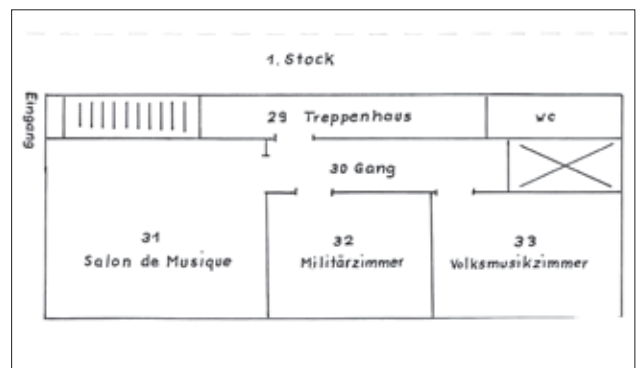 1. Stock
Eingang
29 Treppenhaus
WC
30 Gang
31
Salon de Musique
32
Militärzimmer
33
Volksmusikzimmer